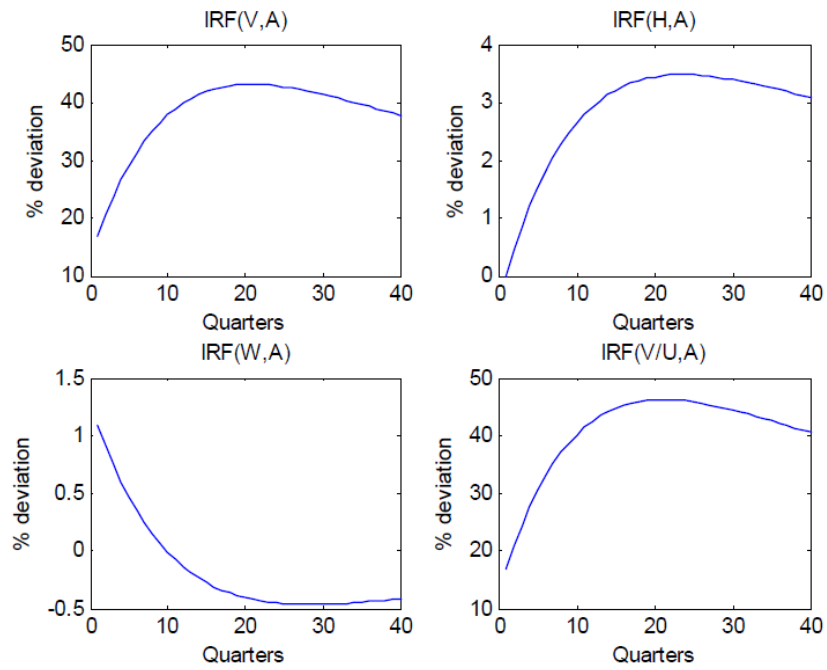 IRF(V,A)
50
40
30
20
10
% deviation
0 10 20 30 40
Quarters
IRF(H,A)
4
3
2
1
0
% deviation
0 10 20 30 40
Quarters
IRF(W,A)
1.5
1
0.5
0
-0.5
% deviation
0 10 20 30 40
Quarters
IRF(V/U,A)
50
40
30
20
10
% deviation
0 10 20 30 40
Quarters